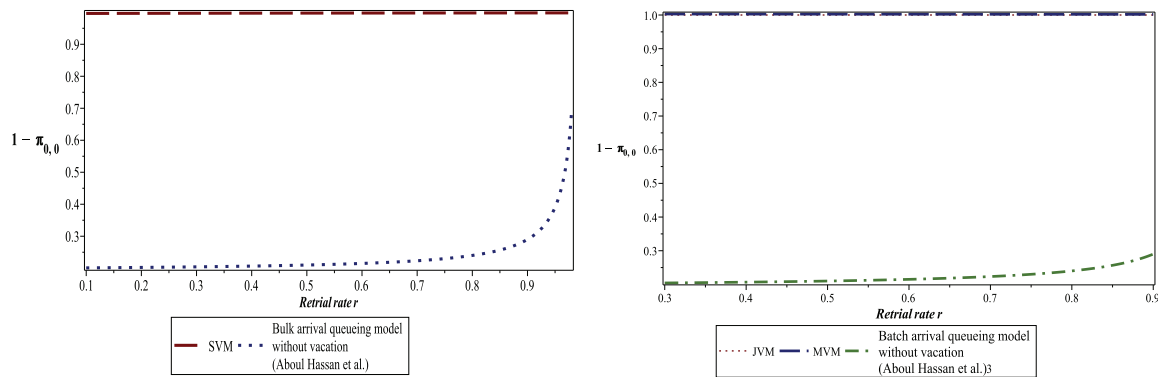 0.9
0.8
0.7
1 − π0,0
0.6
0.5
0.4
0.3
0.1 0.2 0.3 0.4 0.5 0.6 0.7 0.8 0.9
Retrial rate r
SVM
Bulk arrival queueing model
without vacation
(Aboul Hassan et al.)
1.0
0.9
0.8
0.7
1 − π0,0
0.6
0.5
0.4
0.3
0.3 0.4 0.5 0.6 0.7 0.8 0.9
Retrial rate r
JVM MVM
Batch arrival queueing model
without vacation
(Aboul Hassan et al.)3